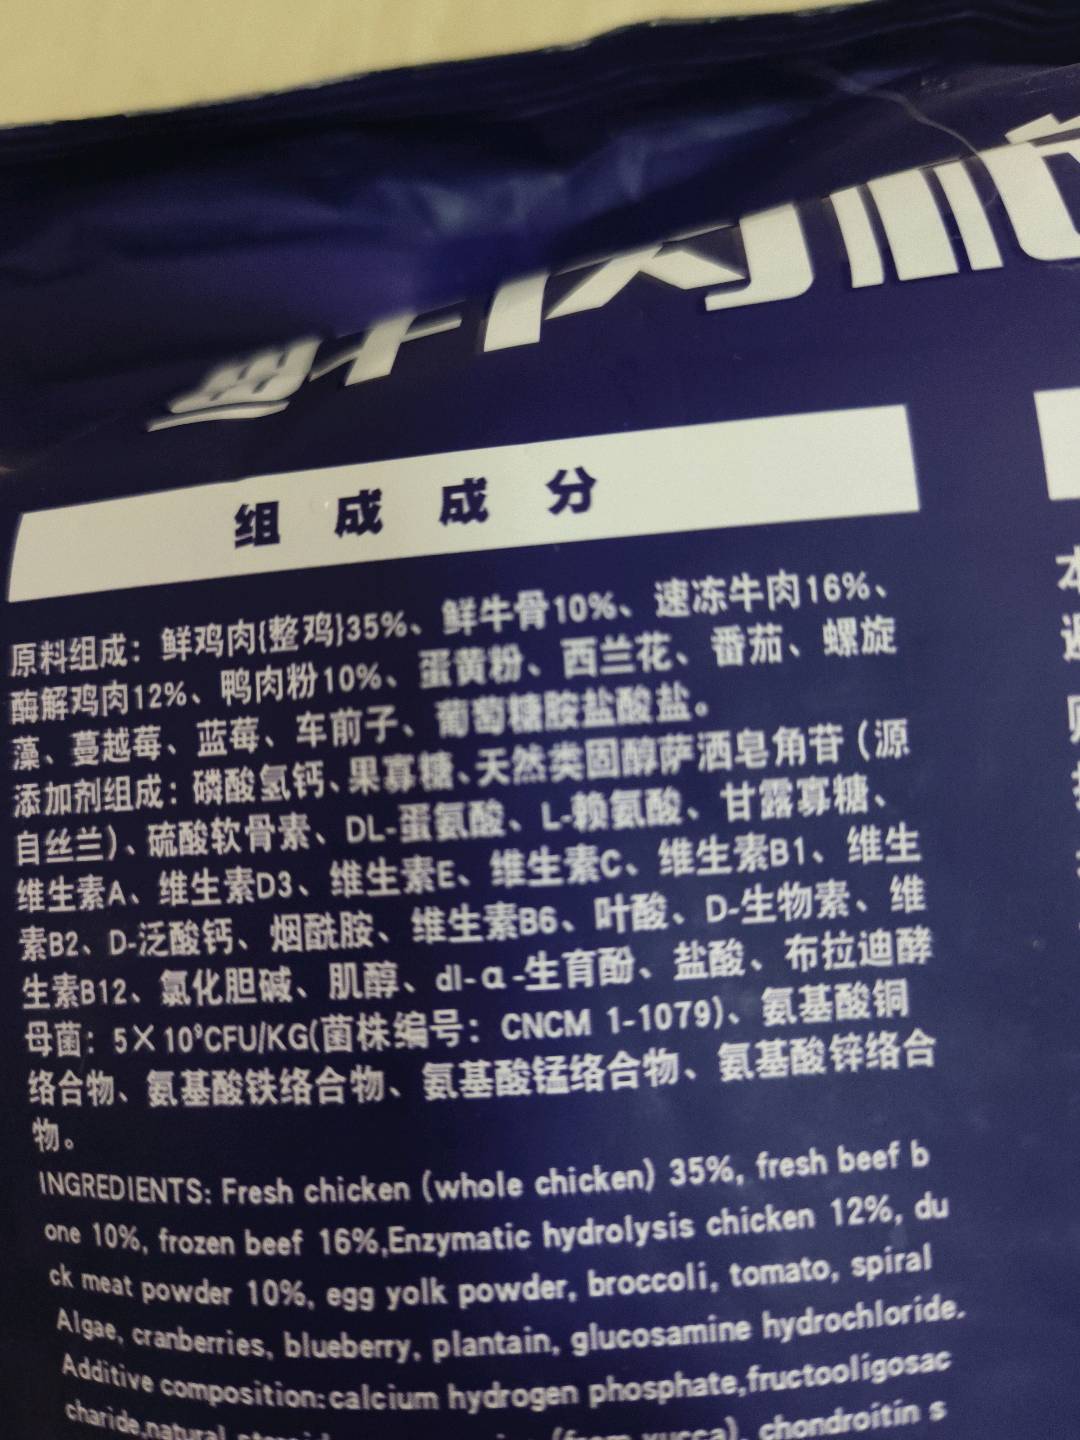 鲜肉
组成成分
原料组成：鲜鸡肉{整鸡}35%、鲜牛骨10%、速冻牛肉16%、
酶解鸡肉12%、鸭肉粉10%、蛋黄粉、西兰花、番茄、螺旋
藻、蔓越莓、蓝莓、车前子、葡萄糖胺盐酸盐。
添加剂组成：磷酸氢钙、果寡糖、天然类固醇萨洒皂角苷（源
自丝兰）、硫酸软骨素、DL-蛋氨酸、L-赖氨酸、甘露寡糖、
维生素A、维生素D3、维生素E、维生素C、维生素B1、维生
素B2、D-泛酸钙、烟酰胺、维生素B6、叶酸、D-生物素、维
生素B12、氯化胆碱、肌醇、dl-α-生育酚、盐酸、布拉迪酵
母菌：5×10⁹CFU/KG(菌株编号：CNCM 1-1079)、氨基酸铜
络合物、氨基酸铁络合物、氨基酸锰络合物、氨基酸锌络合
物。
INGREDIENTS: Fresh chicken (whole chicken) 35%, fresh beef b
one 10%, frozen beef 16%,Enzymatic hydrolysis chicken 12%, du
ck meat powder 10%, egg yolk powder, broccoli, tomato, spiral
Algae, cranberries, blueberry, plantain, glucosamine hydrochloride.
Additive composition:calcium hydrogen phosphate,fructooligosac
charide,natural (from yucca), chondroitin s
本